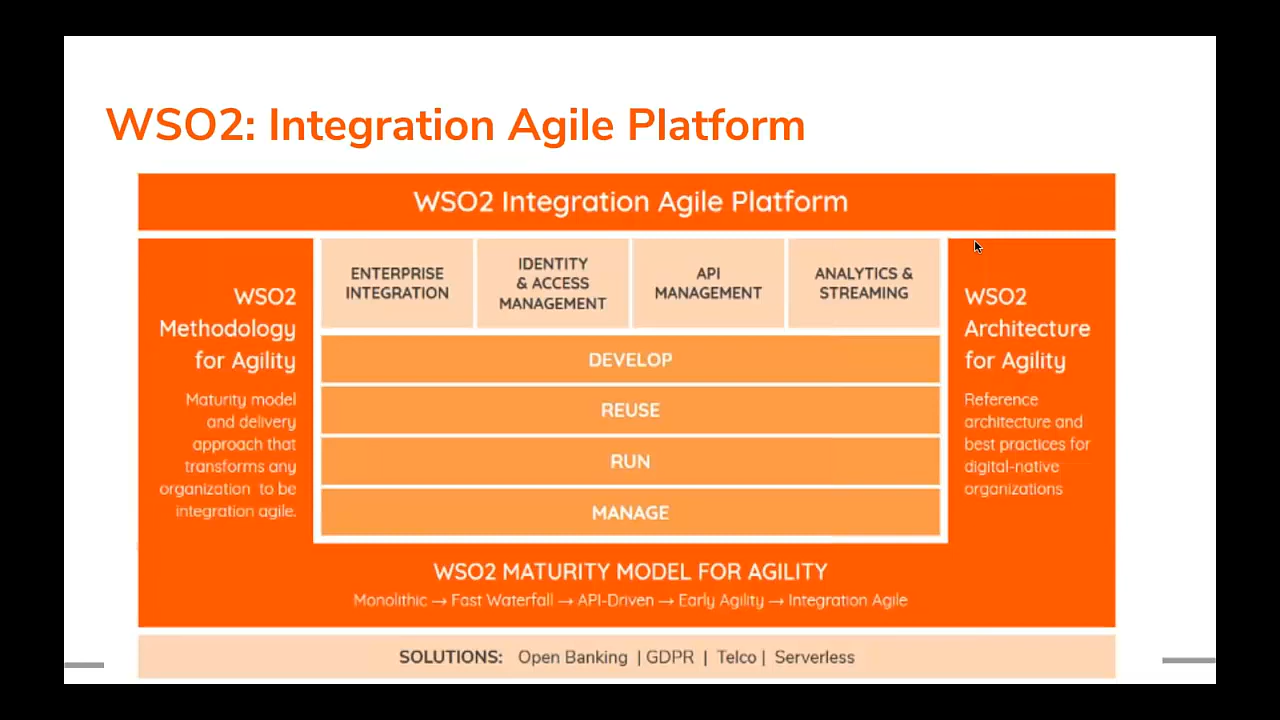 WSO2: Integration Agile Platform
WSO2 Integration Agile Platform
WSO2
Methodology
for Agility
Maturity model
and delivery
approach that
transforms any
organization to be
integration agile.
ENTERPRISE
INTEGRATION
IDENTITY
& ACCESS
MANAGEMENT
API
MANAGEMENT
ANALYTICS &
STREAMING
DEVELOP
REUSE
RUN
MANAGE
WSO2
Architecture
for Agility
Reference
architecture and
best practices for
digital-native
organizations
WSO2 MATURITY MODEL FOR AGILITY
Monolithic → Fast Waterfall → API-Driven → Early Agility → Integration Agile
SOLUTIONS: Open Banking | GDPR | Telco | Serverless